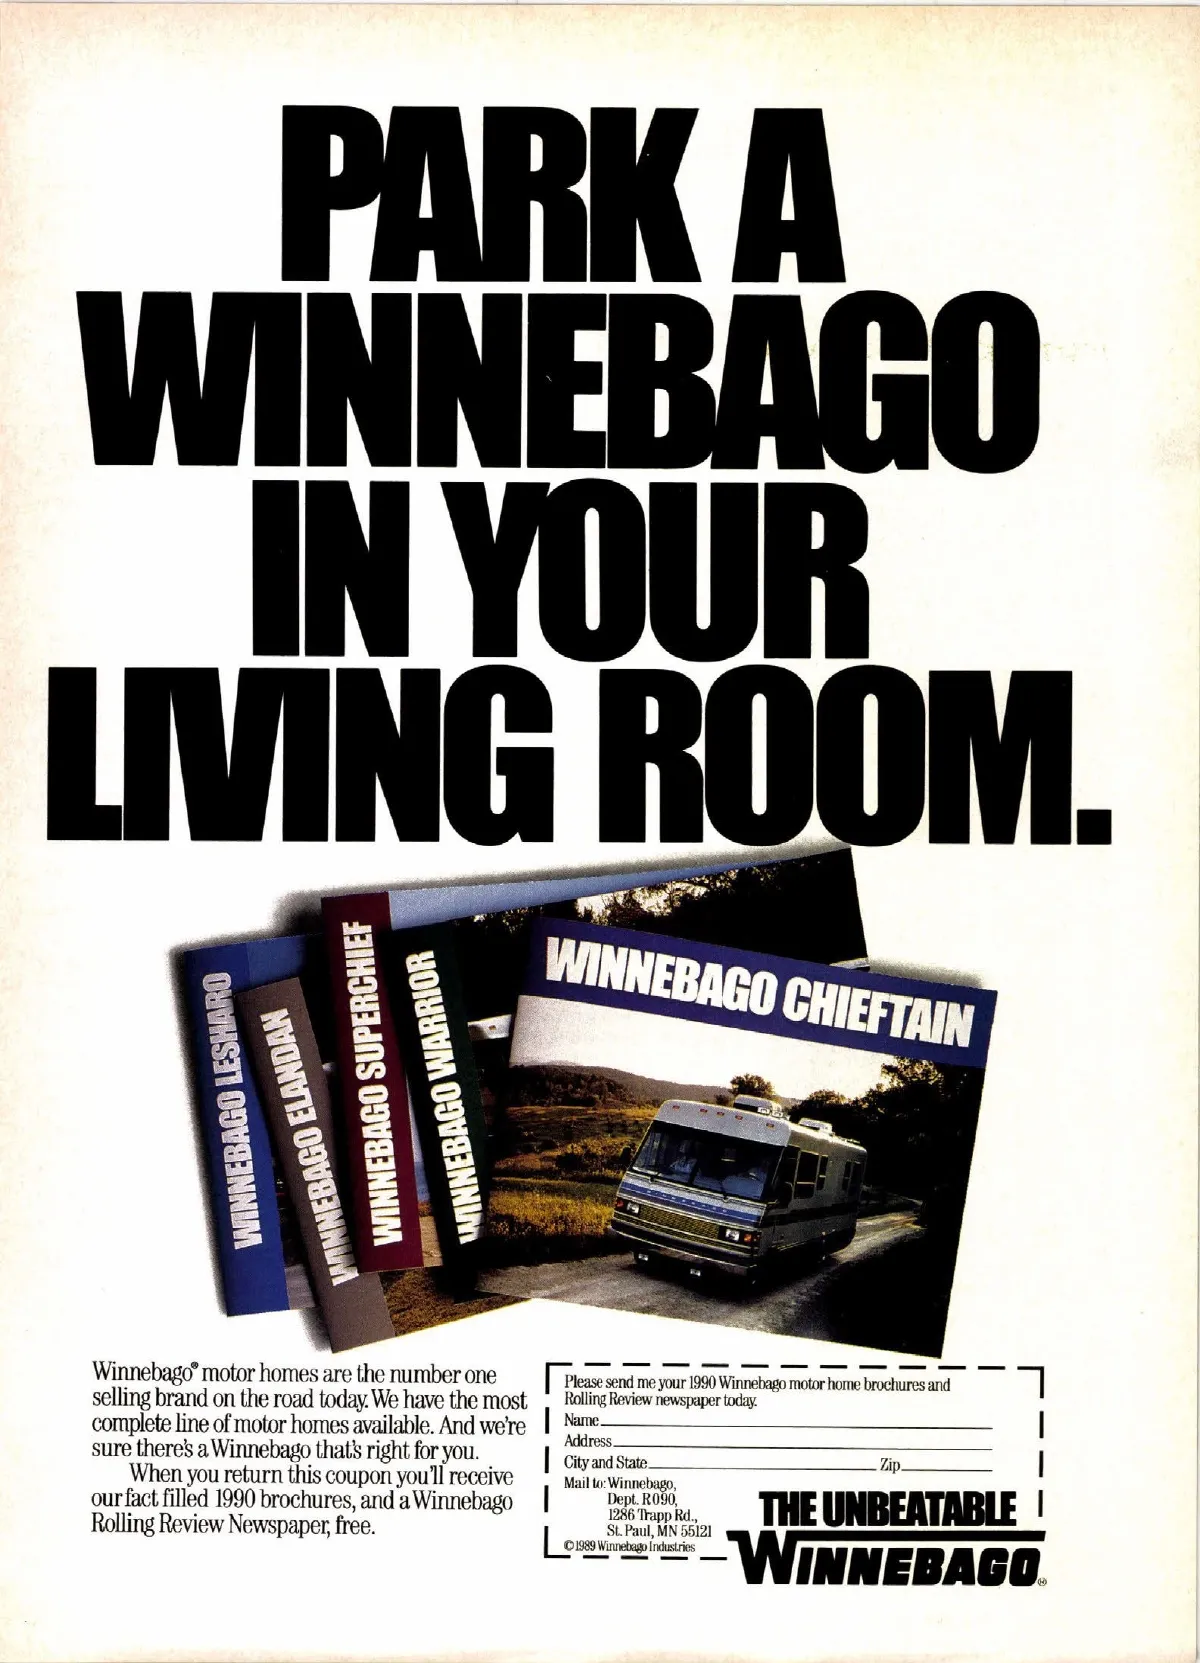 PARK A
WINNEBAGO
IN YOUR
LIVING ROOM.
WINNEBAGO LESHARO
WINNEBAGO ELANDAN
WINNEBAGO SUPERCHIEF
WINNEBAGO WARRIOR
WINNEBAGO CHIEFTAIN
Winnebago® motor homes are the number one
selling brand on the road today. We have the most
complete line of motor homes available. And we're
sure there's a Winnebago that's right for you.
When you return this coupon you'll receive
our fact filled 1990 brochures, and a Winnebago
Rolling Review Newspaper, free.
Please send me your 1990 Winnebago motor home brochures and
Rolling Review newspaper today.
Name
Address
City and State Zip
Mail to: Winnebago,
Dept. R090,
1286 Trapp Rd.,
St. Paul, MN 55121
© 1989 Winnebago Industries
THE UNBEATABLE
WINNEBAGO®